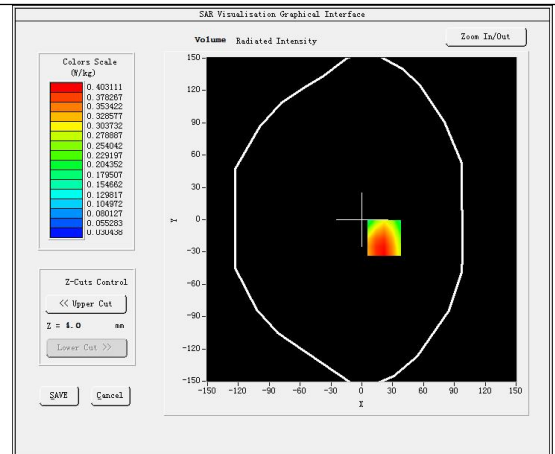 SAR Visualisation Graphical Interface
Volume Radiated Intensity
Zoom In/Out
Colors Scale
(W/kg)
0.403111
0.378267
0.353422
0.328577
0.303732
0.278887
0.254042
0.229197
0.204352
0.179507
0.154662
0.129817
0.104972
0.080127
0.055283
0.030438
Z-Cuts Control
<< Upper Cut
Z = 4.0 mm
Lower Cut >>
SAVE
Cancel
150
120
90
60
30
0
-30
-60
-90
-120
-150
Y
-150 -120 -90 -60 -30 0 30 60 90 120 150
X